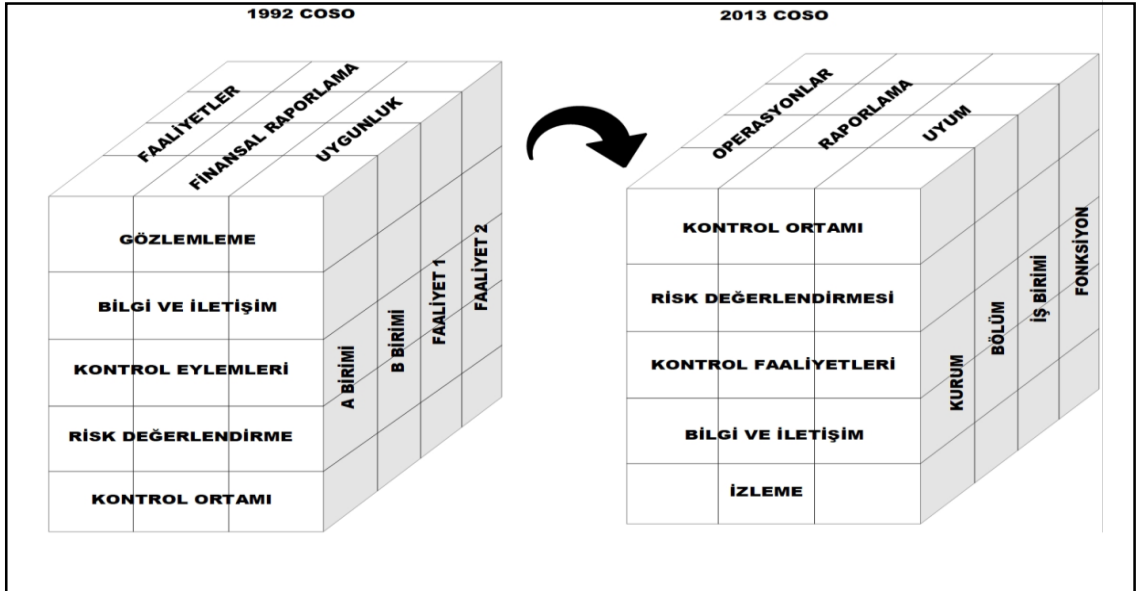 1992 COSO
FAALİYETLER
FİNANSAL RAPORLAMA
UYGUNLUK
GÖZLEMLEME
BİLGİ VE İLETİŞİM
KONTROL EYLEMLERİ
RİSK DEĞERLENDİRME
KONTROL ORTAMI
A BİRİMİ
B BİRİMİ
FAALİYET 1
FAALİYET 2
2013 COSO
OPERASYONLAR
RAPORLAMA
UYUM
KONTROL ORTAMI
RİSK DEĞERLENDİRMESİ
KONTROL FAALİYETLERİ
BİLGİ VE İLETİŞİM
İZLEME
KURUM
BÖLÜM
İŞ BİRİMİ
FONKSİYON